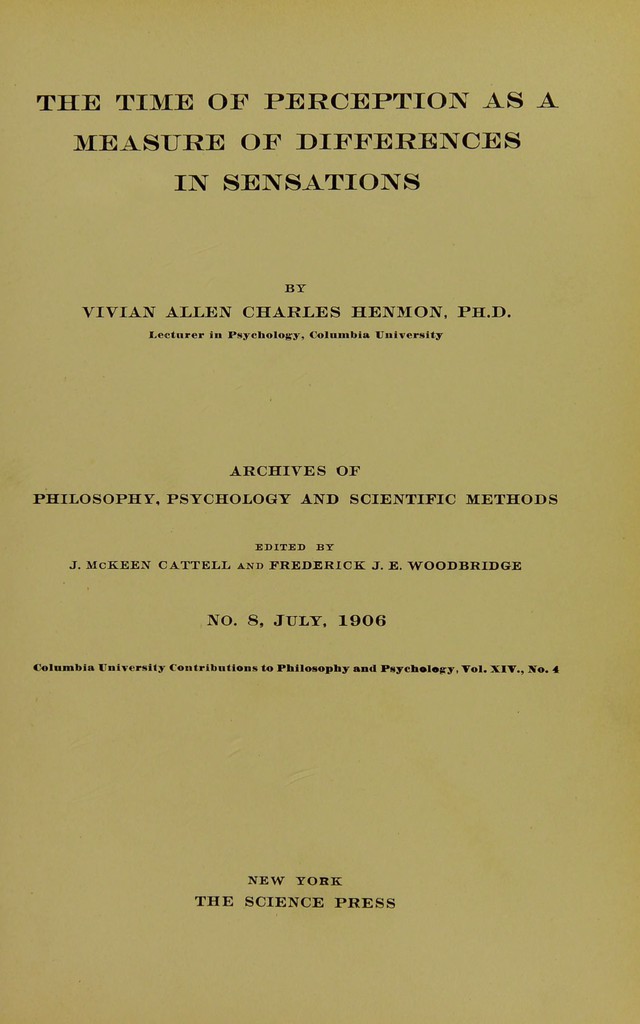 THE TIME OF PERCEPTION AS A
MEASURE OF DIFFERENCES
IN SENSATIONS
BY
VIVIAN ALLEN CHARLES HENMON, PH.D.
Lecturer in Psychology, Columbia University
ARCHIVES OF
PHILOSOPHY, PSYCHOLOGY AND SCIENTIFIC METHODS
EDITED BY
J. McKEEN CATTELL AND FREDERICK J. E. WOODBRIDGE
NO. 8, JULY, 1906
Columbia University Contributions to Philosophy and Psychology, Vol. XIV., No. 4
NEW YORK
THE SCIENCE PRESS